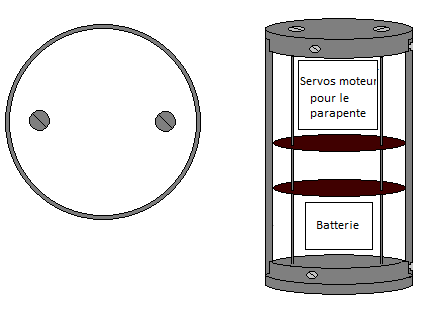 Servos moteur
pour le
parapente
Batterie